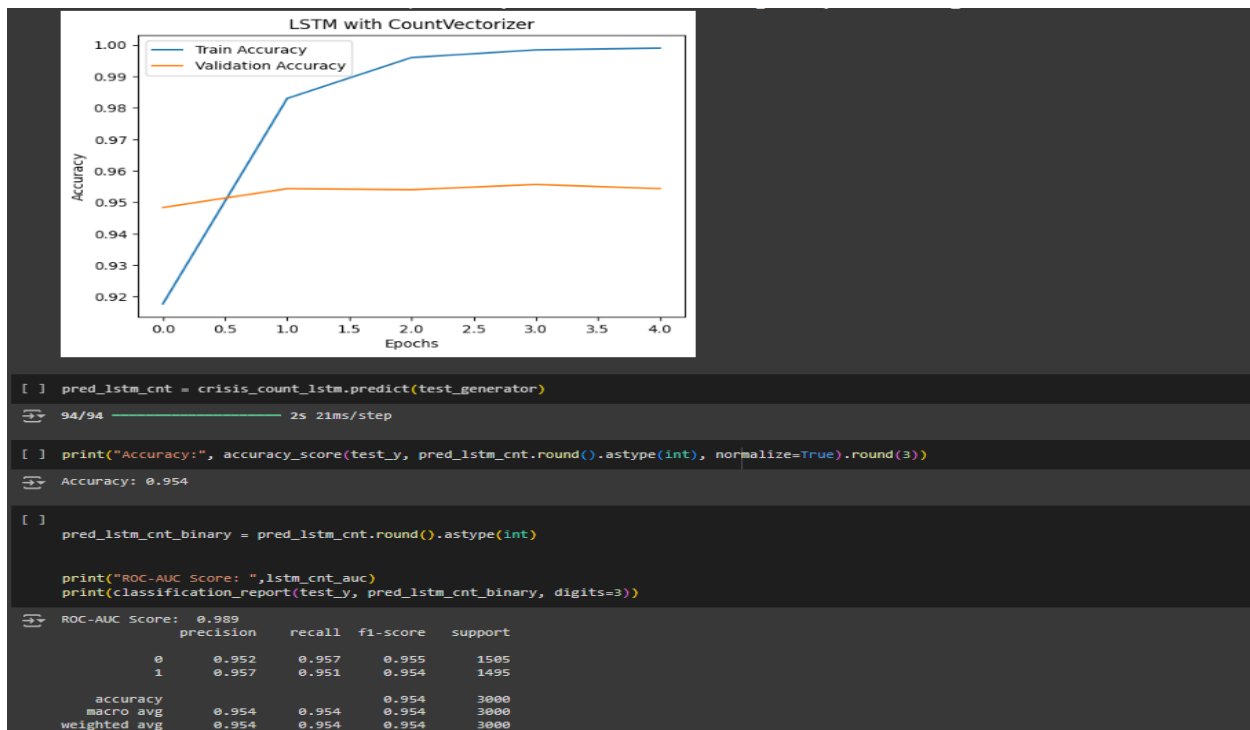 LSTM with CountVectorizer
Train Accuracy
Validation Accuracy
1.00
0.99
0.98
0.97
0.96
0.95
0.94
0.93
0.92
Accuracy
0.0 0.5 1.0 1.5 2.0 2.5 3.0 3.5 4.0
Epochs
[ ] pred_lstm_cnt = crisis_count_lstm.predict(test_generator)
94/94 2s 21ms/step
[ ] print("Accuracy:", accuracy_score(test_y, pred_lstm_cnt.round().astype(int), normalize=True).round(3))
Accuracy: 0.954
[ ]
pred_lstm_cnt_binary = pred_lstm_cnt.round().astype(int)
print("ROC-AUC Score: ",lstm_cnt_auc)
print(classification_report(test_y, pred_lstm_cnt_binary, digits=3))
ROC-AUC Score: 0.989
precision recall f1-score support
0 0.952 0.957 0.955 1505
1 0.957 0.951 0.954 1495
accuracy 0.954 3000
macro avg 0.954 0.954 0.954 3000
weighted avg 0.954 0.954 0.954 3000